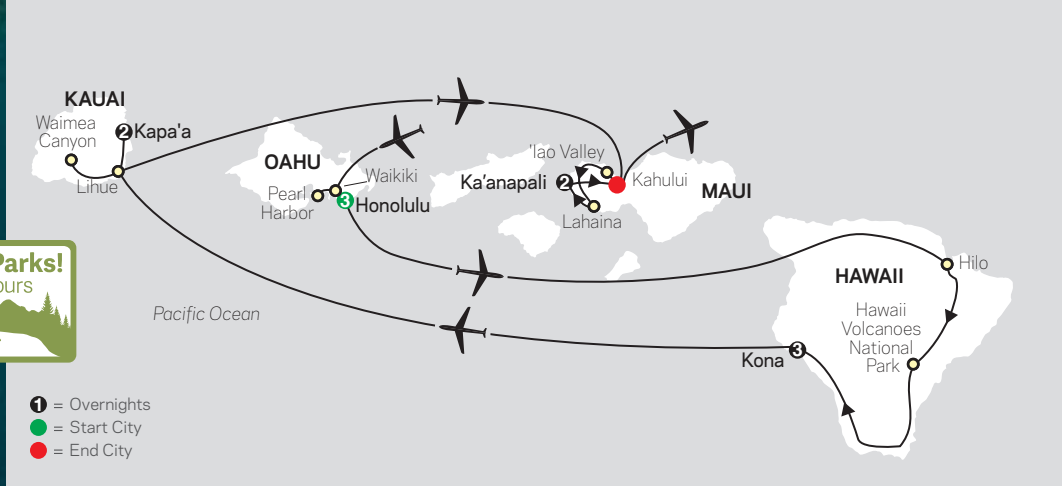 KAUAI
Waimea
Canyon
2 Kapa'a
Lihue
OAHU
Waikiki
Pearl
Harbor
3 Honolulu
'Iao Valley
Ka'anapali 2
Kahului
MAUI
Lahaina
HAWAII
Hilo
Hawaii
Volcanoes
National
Park
Kona 3
Parks!
ours
Pacific Ocean
1 = Overnights
= Start City
= End City